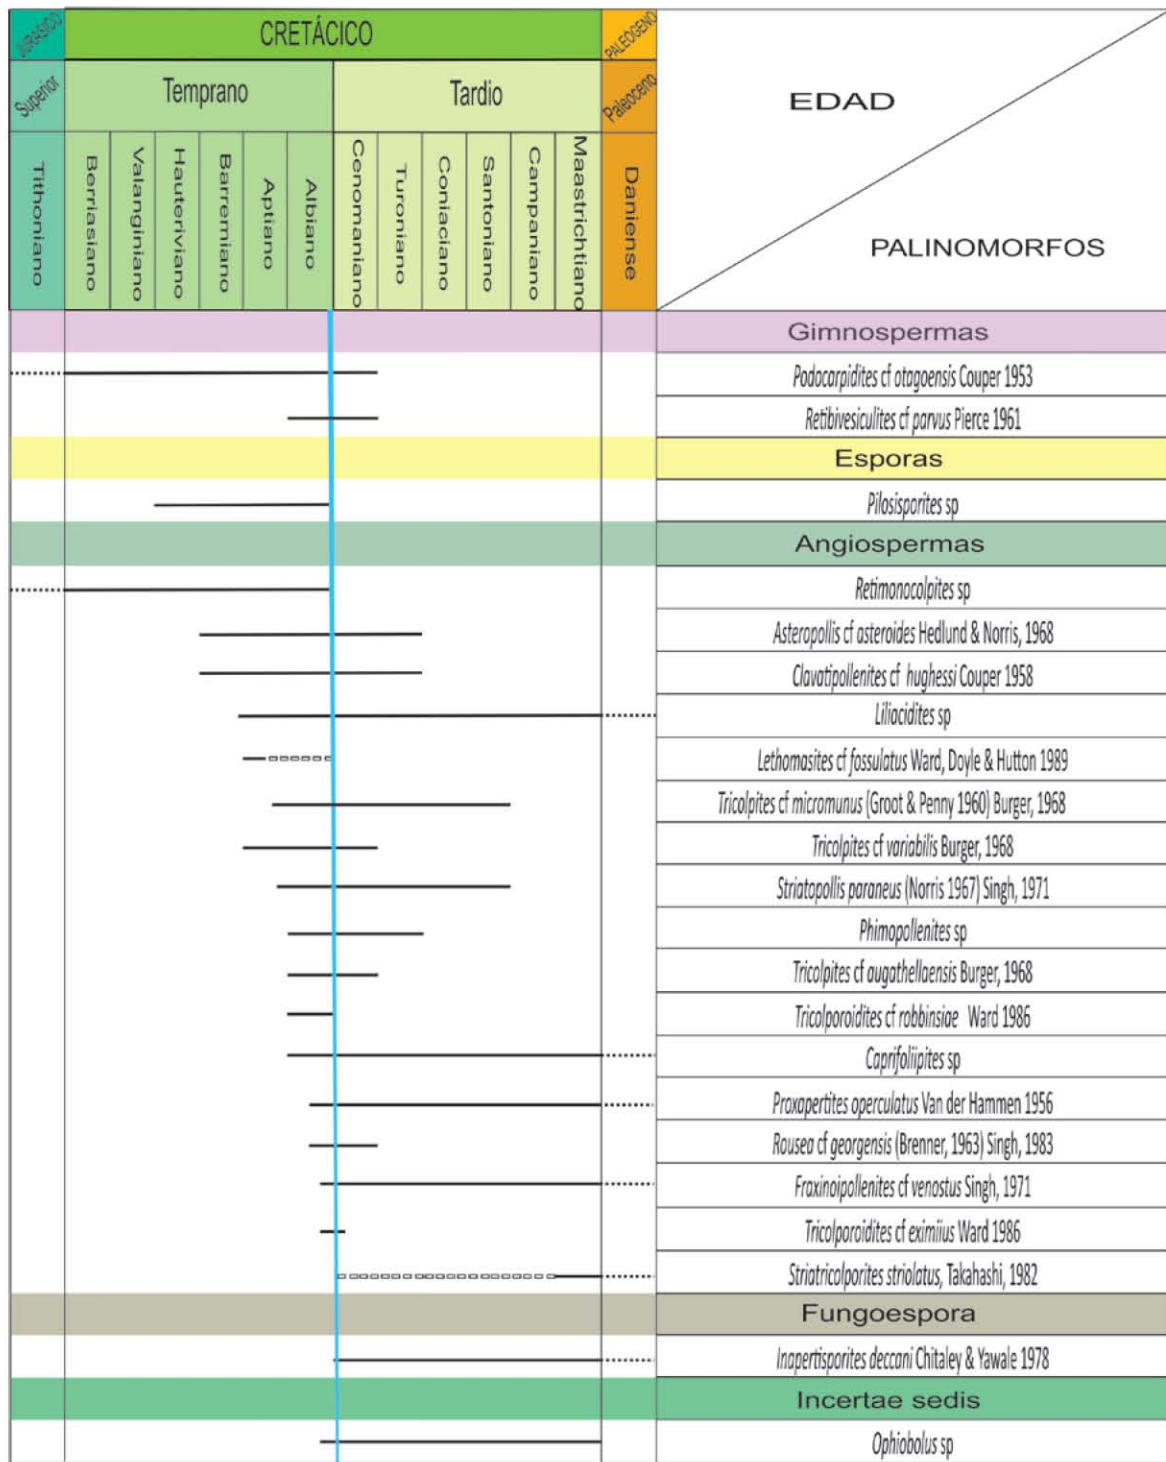 JURASICO
CRETÁCICO
PALEOGENO
Superior
Temprano
Tardio
Paleoceno
EDAD
PALINOMORFOS
Tithoniano
Berriasiano
Valanginiano
Hauteriviano
Barremiano
Aptiano
Albiano
Cenomaniano
Turoniano
Coniaciano
Santoniano
Campaniano
Maastrichtiano
Daniense
Gimnospermas
Podocarpidites cf otagoensis Couper 1953
Retibivesiculites cf parvus Pierce 1961
Esporas
Pilosisporites sp
Angiospermas
Retimonocolpites sp
Asteropollis cf asteroides Hedlund & Norris, 1968
Clavatipollenites cf hughessi Couper 1958
Liliacidites sp
Lethomasites cf fossulatus Ward, Doyle & Hutton 1989
Tricolpites cf micromunus (Groot & Penny 1960) Burger, 1968
Tricolpites cf variabilis Burger, 1968
Striatopollis paraneus (Norris 1967) Singh, 1971
Phimopollenites sp
Tricolpites cf augathellaensis Burger, 1968
Tricolporoidites cf robbinsiae Ward 1986
Caprifoliipites sp
Proxapertites operculatus Van der Hammen 1956
Rousea cf georgensis (Brenner, 1963) Singh, 1983
Fraxinoipollenites cf venostus Singh, 1971
Tricolporoidites cf eximiius Ward 1986
Striatricolporites striolatus, Takahashi, 1982
Fungoespora
Inapertisporites deccani Chitaley & Yawale 1978
Incertae sedis
Ophiobolus sp